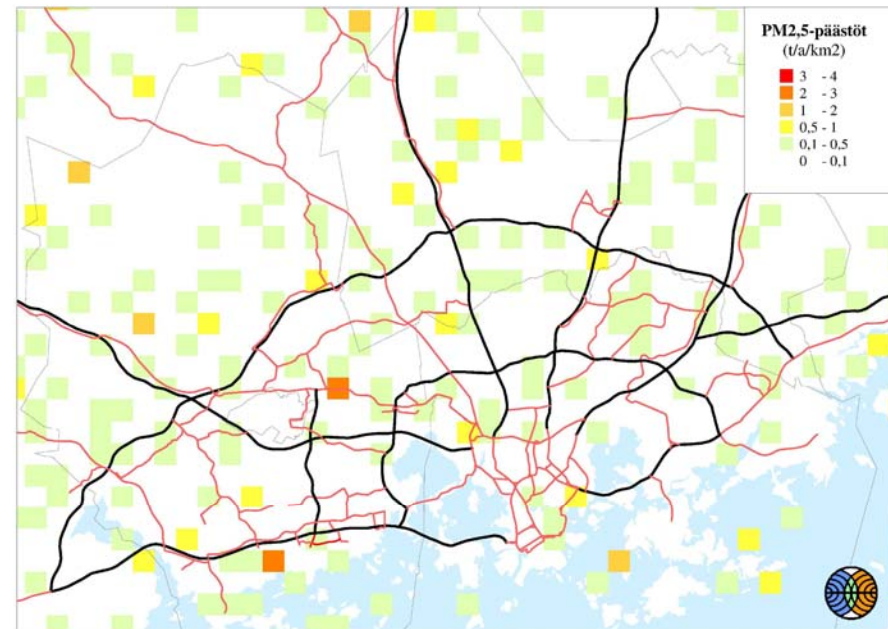 PM2,5-päästöt
(t/a/km2)
3 - 4
2 - 3
1 - 2
0,5 - 1
0,1 - 0,5
0 - 0,1